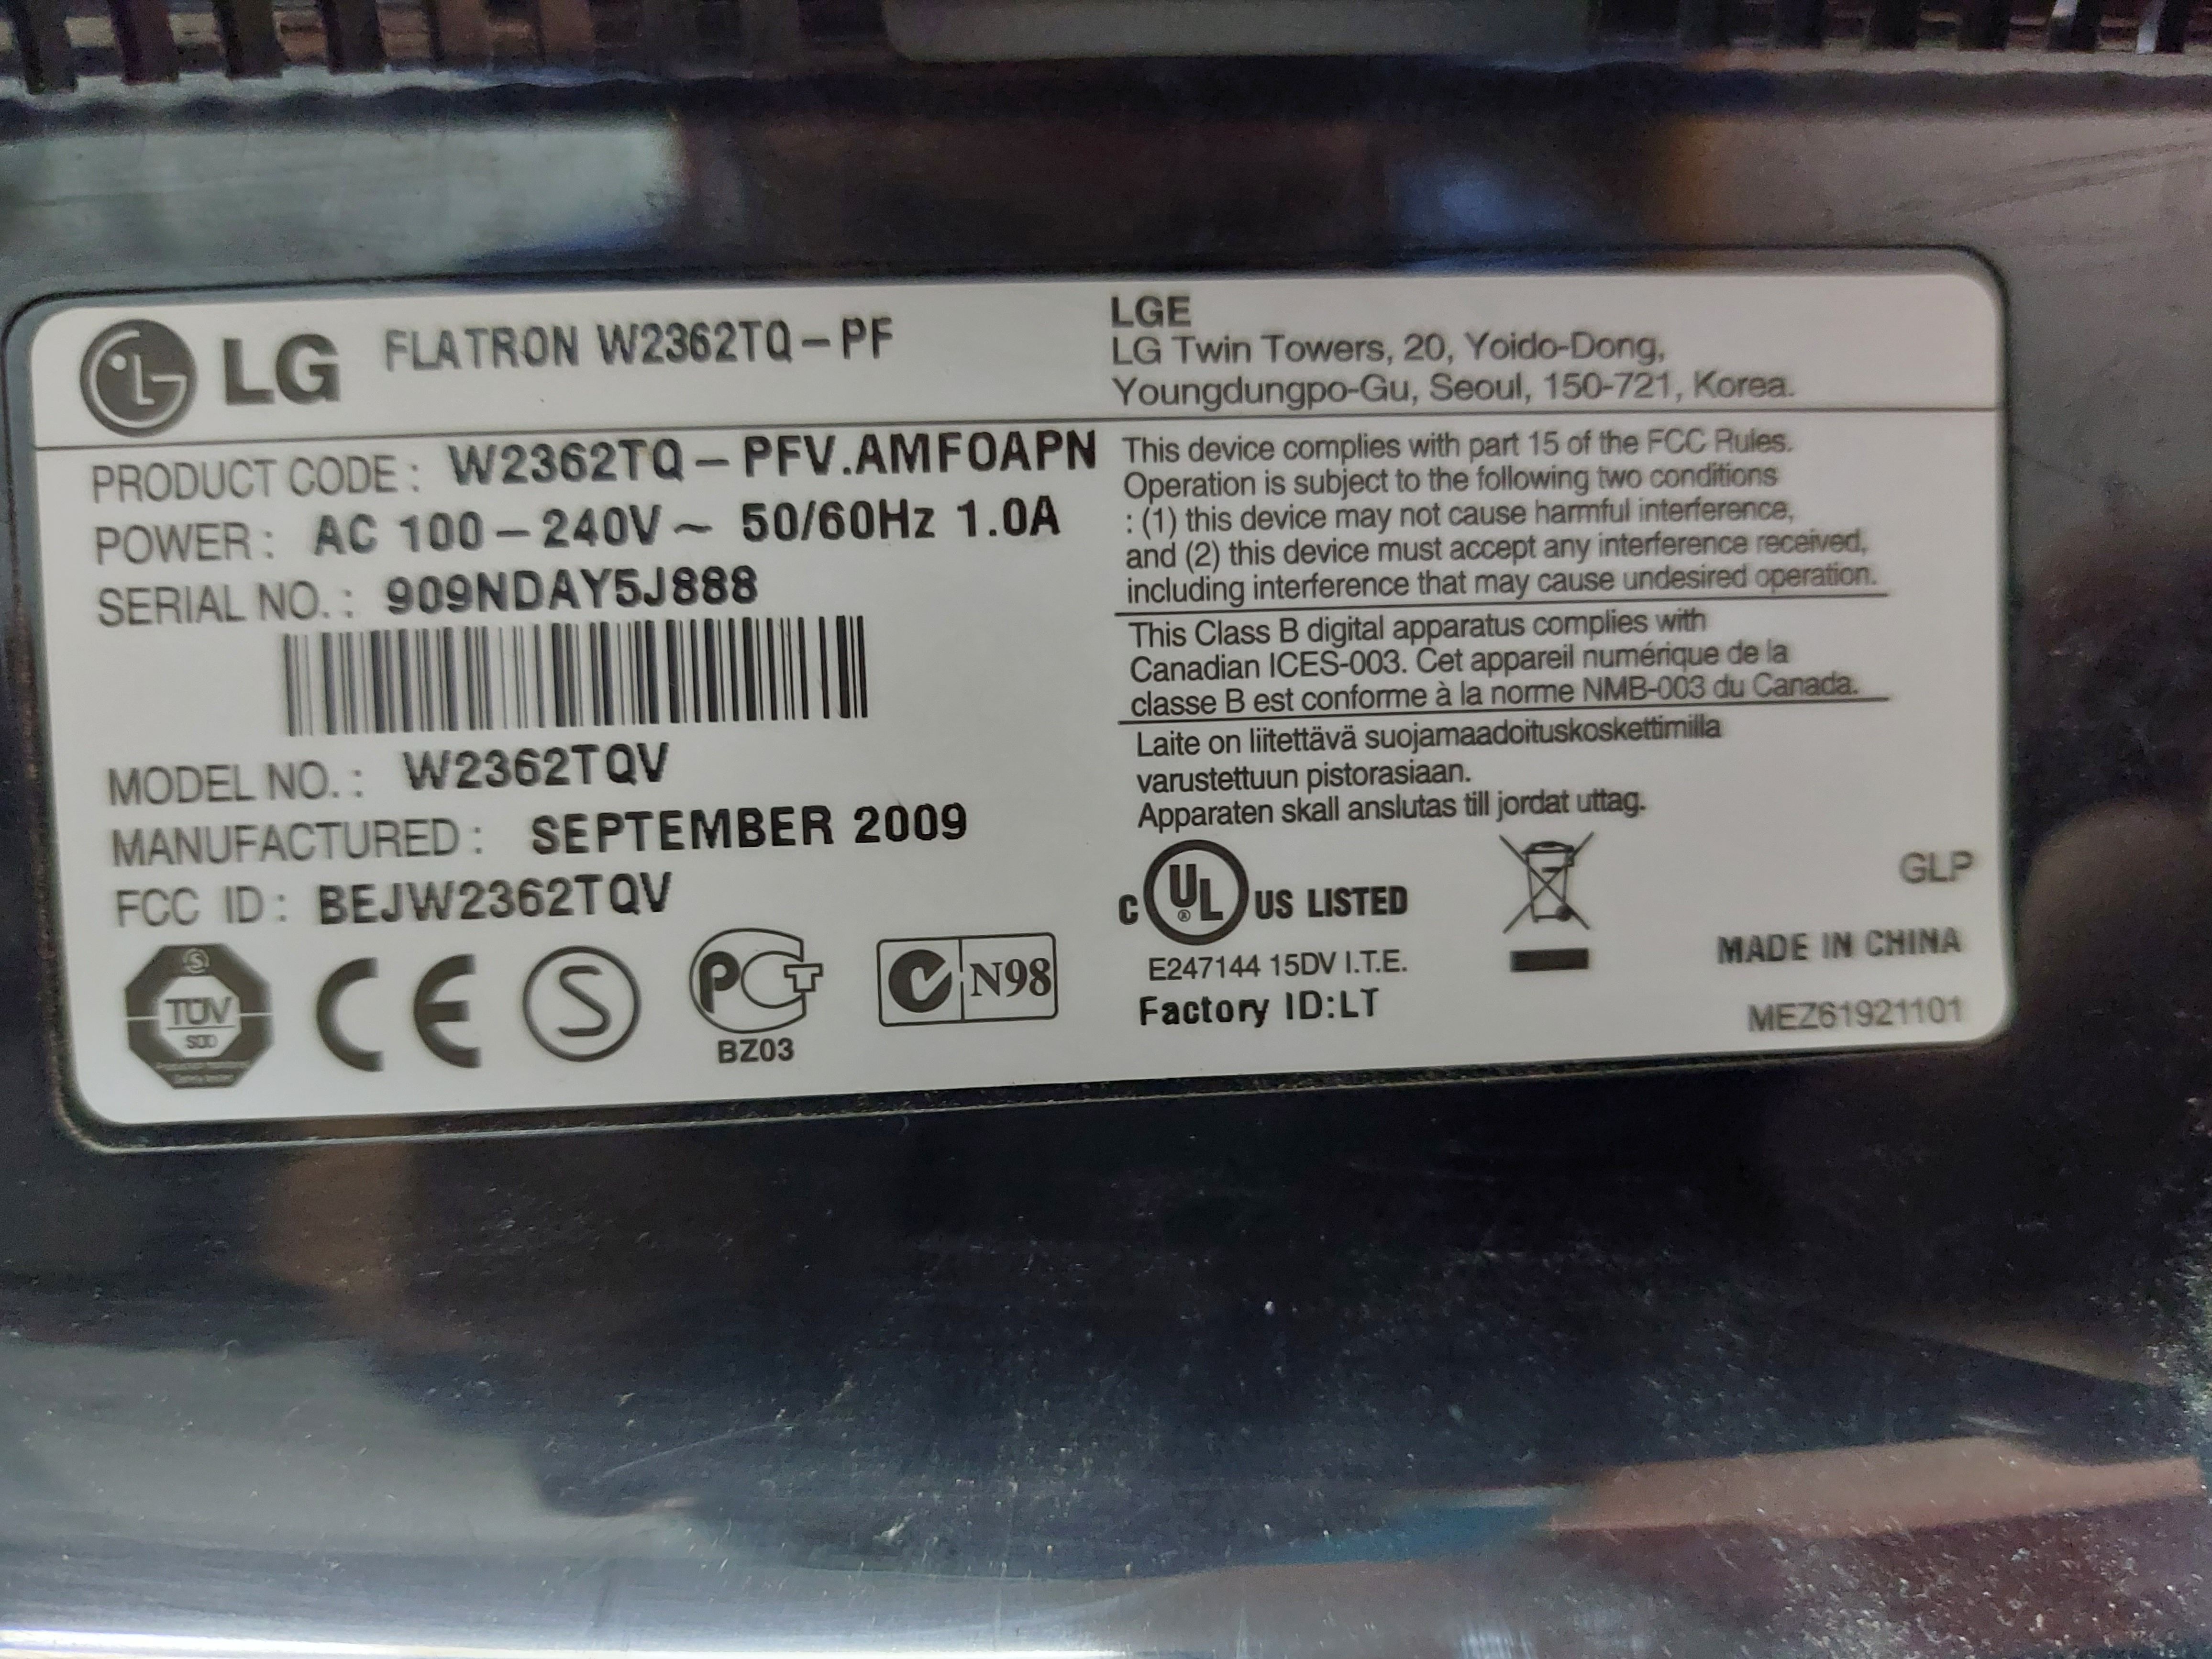 LG FLATRON W2362TQ-PF
LGE
LG Twin Towers, 20, Yoido-Dong,
Youngdungpo-Gu, Seoul, 150-721, Korea.
PRODUCT CODE: W2362TQ-PFV.AMFOAPN
POWER: AC 100-240V~ 50/60Hz 1.0A
SERIAL NO.: 909NDAY5J888
MODEL NO.: W2362TQV
MANUFACTURED: SEPTEMBER 2009
FCC ID: BEJW2362TQV
TÜV
SÜD
CE
S
PCT
BZ03
N98
This device complies with part 15 of the FCC Rules.
Operation is subject to the following two conditions
: (1) this device may not cause harmful interference,
and (2) this device must accept any interference received,
including interference that may cause undesired operation.
This Class B digital apparatus complies with
Canadian ICES-003. Cet appareil numérique de la
classe B est conforme à la norme NMB-003 du Canada.
Laite on liitettävä suojamaadoituskoskettimilla
varustettuun pistorasiaan.
Apparaten skall anslutas till jordat uttag.
C UL® US LISTED
E247144 15DV I.T.E.
Factory ID:LT
GLP
MADE IN CHINA
MEZ61921101